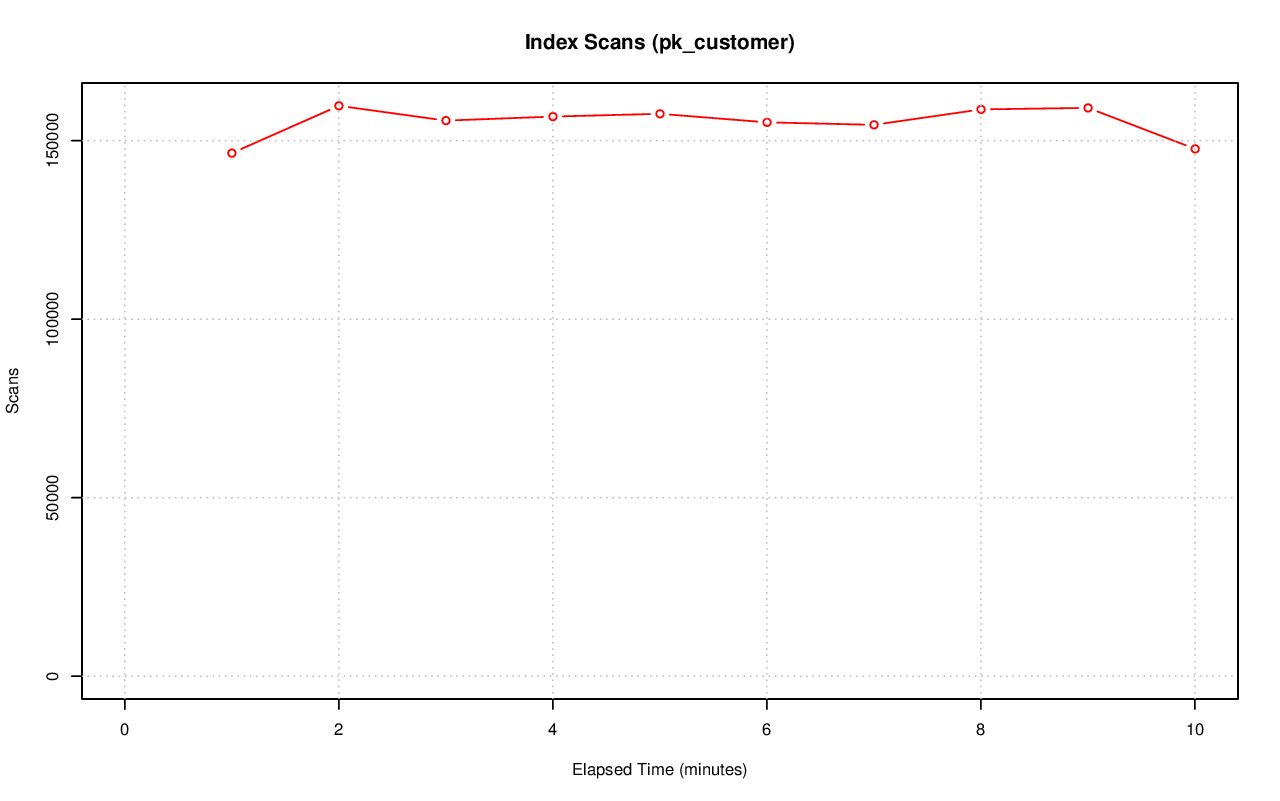 Index Scans (pk_customer)
Scans
150000
100000
50000
0
0 2 4 6 8 10
Elapsed Time (minutes)